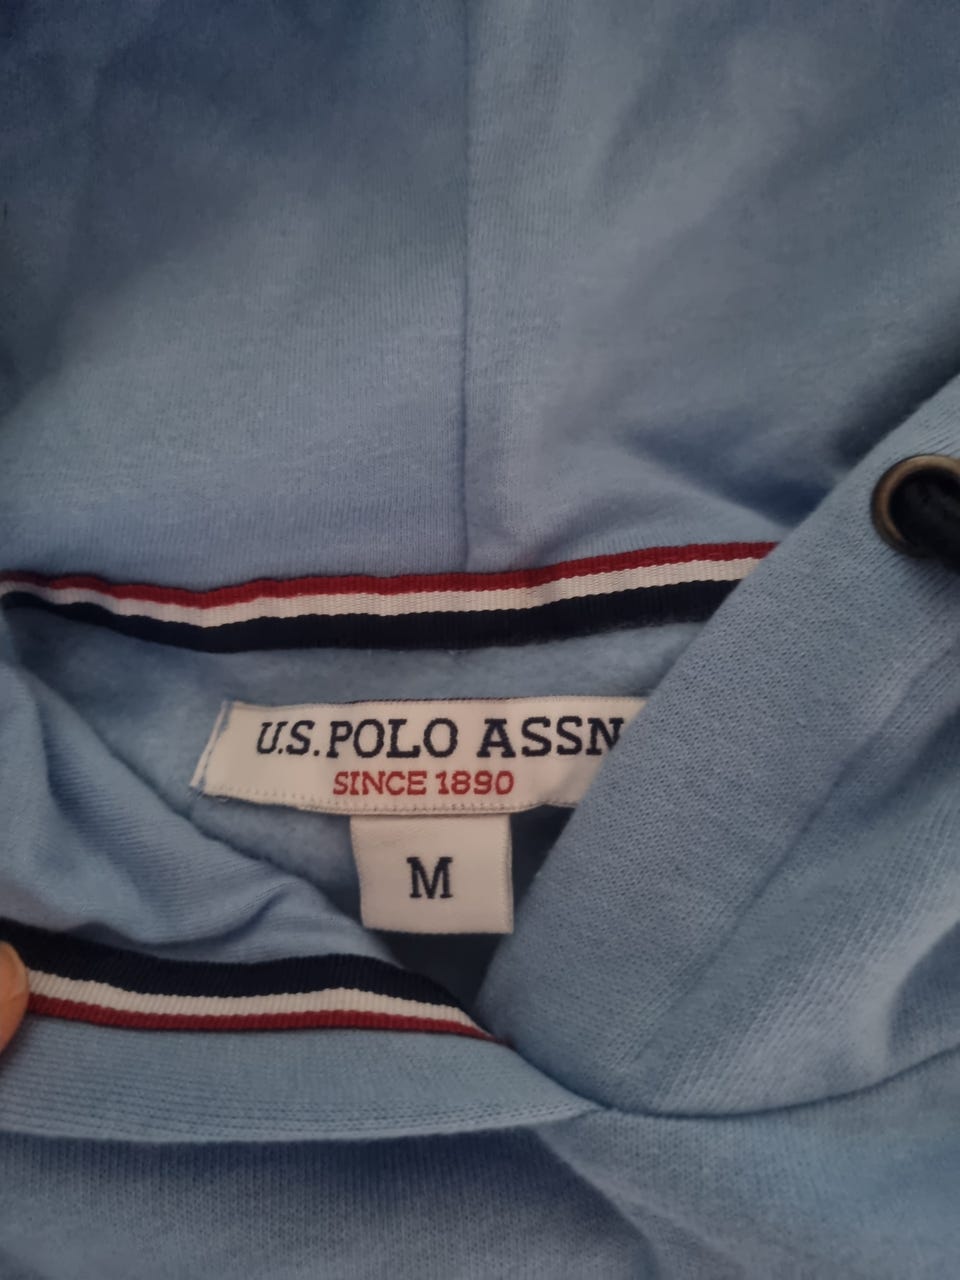 U.S. POLO ASSN
SINCE 1890
M